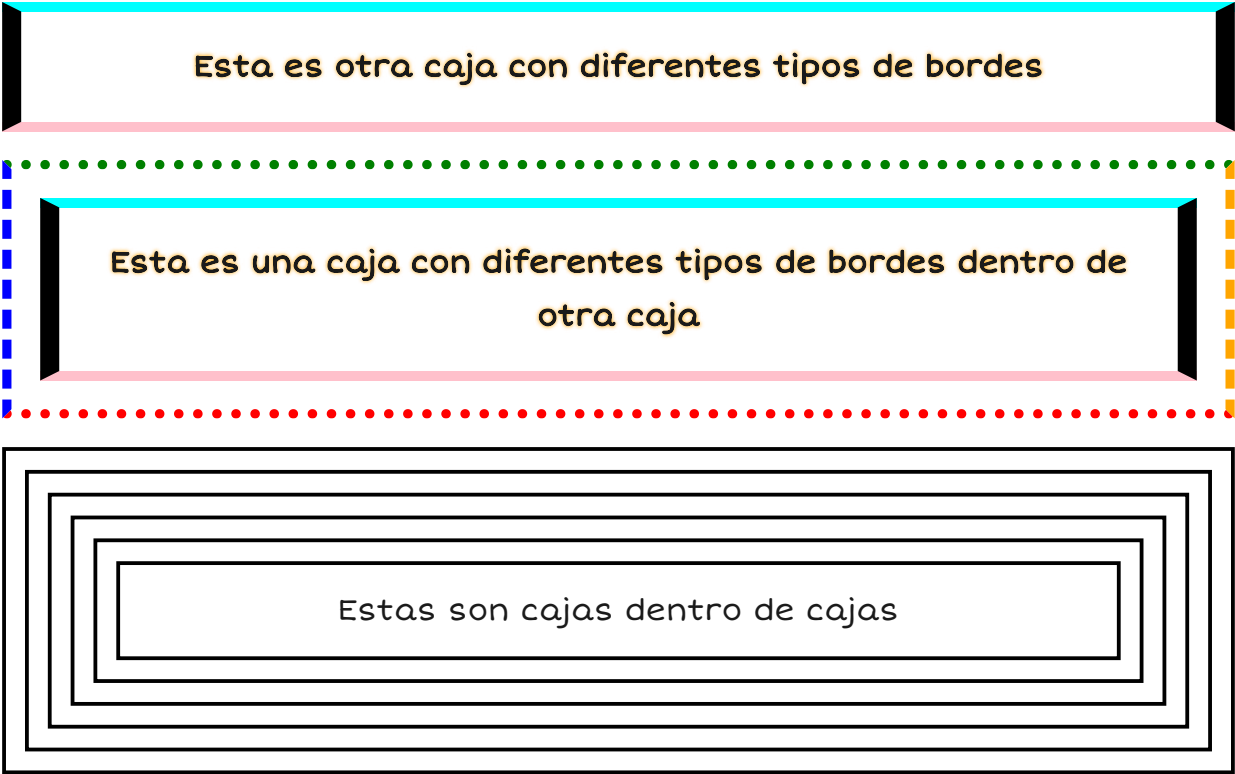 Esta es otra caja con diferentes tipos de bordes
Esta es una caja con diferentes tipos de bordes dentro de
otra caja
Estas son cajas dentro de cajas